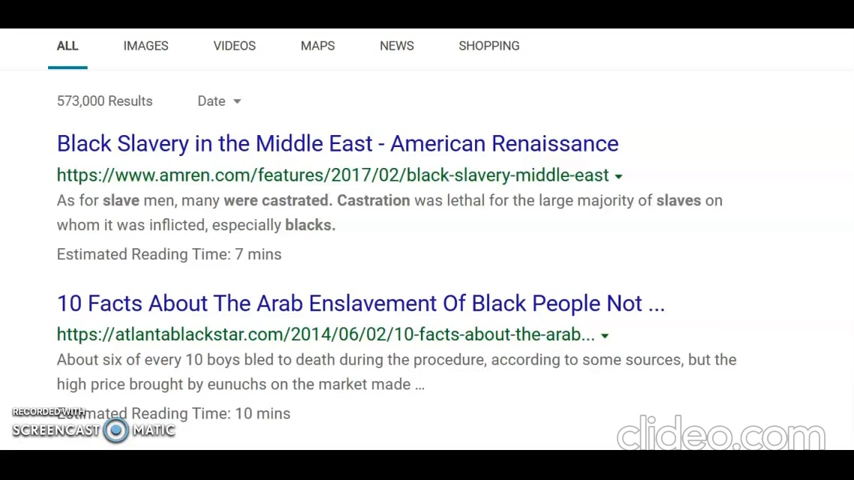 ALL IMAGES VIDEOS MAPS NEWS SHOPPING
573,000 Results Date
Black Slavery in the Middle East - American Renaissance
https://www.amren.com/features/2017/02/black-slavery-middle-east
As for slave men, many were castrated. Castration was lethal for the large majority of slaves on
whom it was inflicted, especially blacks.
Estimated Reading Time: 7 mins
10 Facts About The Arab Enslavement Of Black People Not ...
https://atlantablackstar.com/2014/06/02/10-facts-about-the-arab...
About six of every 10 boys bled to death during the procedure, according to some sources, but the
high price brought by eunuchs on the market made ...
Estimated Reading Time: 10 mins
RECORDED WITH
SCREENCAST MATIC
clideo.com